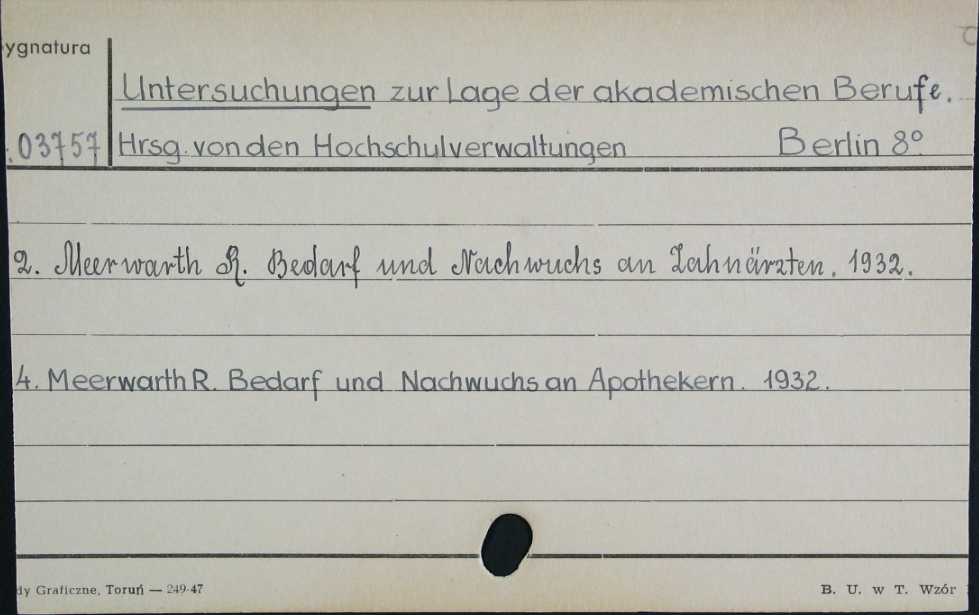 ygnatura
Untersuchungen zur Lage der akademischen Berufe.
03757 Hrsg. von den Hochschulverwaltungen Berlin 8°
2. Meerwarth R. Bedarf und Nachwuchs an Zahnärzten. 1932.
4. Meerwarth R. Bedarf und Nachwuchs an Apothekern. 1932.
dy Graficzne, Toruń — 249-47 B. U. w T. Wzór